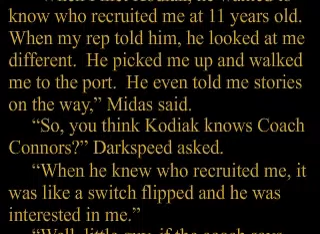 know who recruited me at 11 years old.
When my rep told him, he looked at me
different.  He picked me up and walked
me to the port.  He even told me stories
on the way,” Midas said.
“So, you think Kodiak knows Coach
Connors?” Darkspeed asked.
“When he knew who recruited me, it
was like a switch flipped and he was
interested in me.”